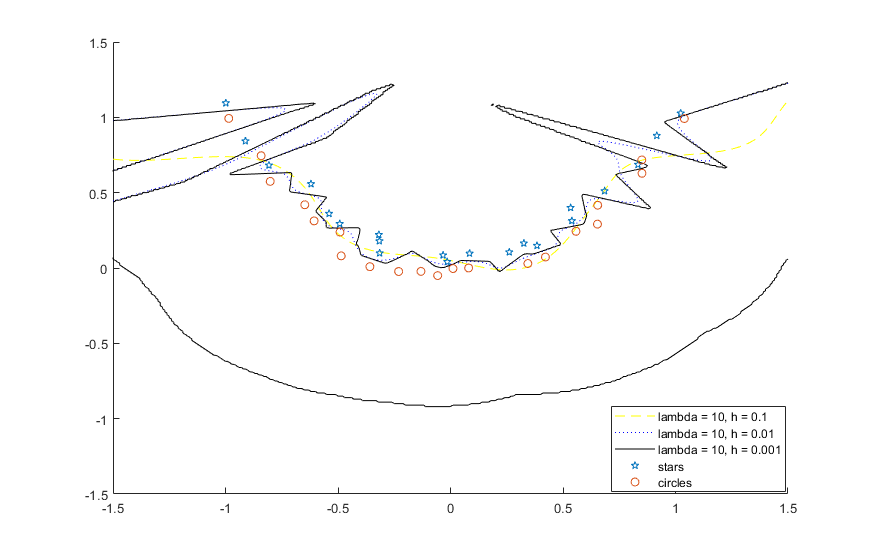 1.5
1
0.5
0
-0.5
-1
-1.5
-1.5 -1 -0.5 0 0.5 1 1.5
lambda = 10, h = 0.1
lambda = 10, h = 0.01
lambda = 10, h = 0.001
stars
circles